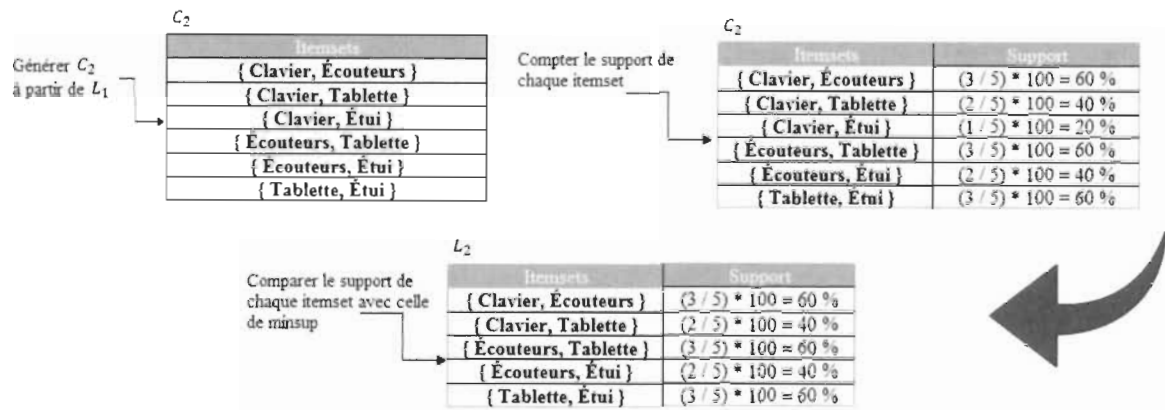 C₂
Itemsets
Générer C₂
à partir de L₁
{ Clavier, Écouteurs }
{ Clavier, Tablette }
{ Clavier, Étui }
{ Écouteurs, Tablette }
{ Écouteurs, Étui }
{ Tablette, Étui }
C₂
Compter le support de
chaque itemset
Itemsets Support
{ Clavier, Écouteurs } (3 / 5) * 100 = 60 %
{ Clavier, Tablette } (2 / 5) * 100 = 40 %
{ Clavier, Étui } (1 / 5) * 100 = 20 %
{ Écouteurs, Tablette } (3 / 5) * 100 = 60 %
{ Écouteurs, Étui } (2 / 5) * 100 = 40 %
{ Tablette, Étui } (3 / 5) * 100 = 60 %
L₂
Comparer le support de
chaque itemset avec celle
de minsup
Itemsets Support
{ Clavier, Écouteurs } (3 / 5) * 100 = 60 %
{ Clavier, Tablette } (2 / 5) * 100 = 40 %
{ Écouteurs, Tablette } (3 / 5) * 100 = 60 %
{ Écouteurs, Étui } (2 / 5) * 100 = 40 %
{ Tablette, Étui } (3 / 5) * 100 = 60 %